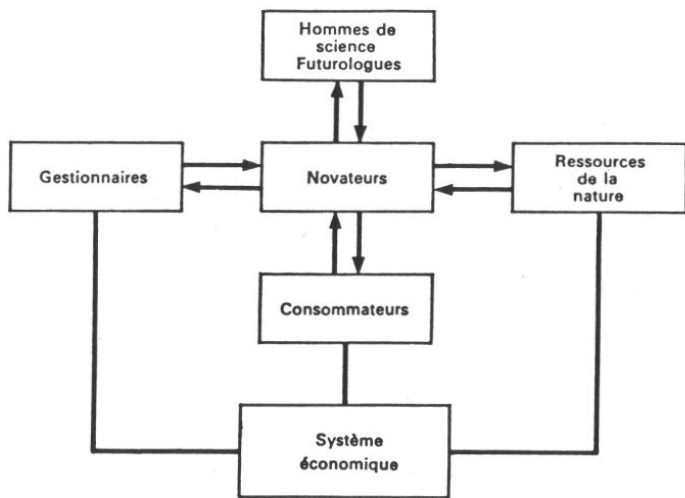 Hommes de
science
Futurologues
Gestionnaires
Novateurs
Ressources
de la
nature
Consommateurs
Système
économique